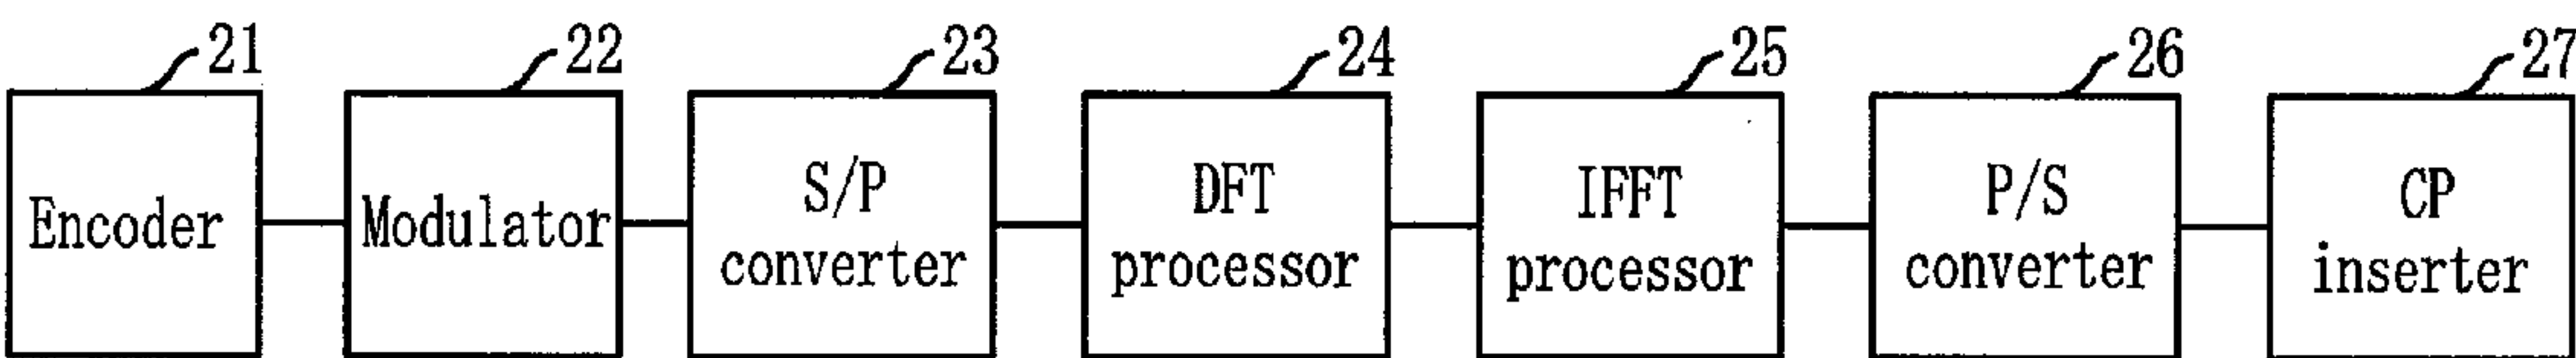 21 22 23 24 25 26 27
Encoder
Modulator
S/P
converter
DFT
processor
IFFT
processor
P/S
converter
CP
inserter